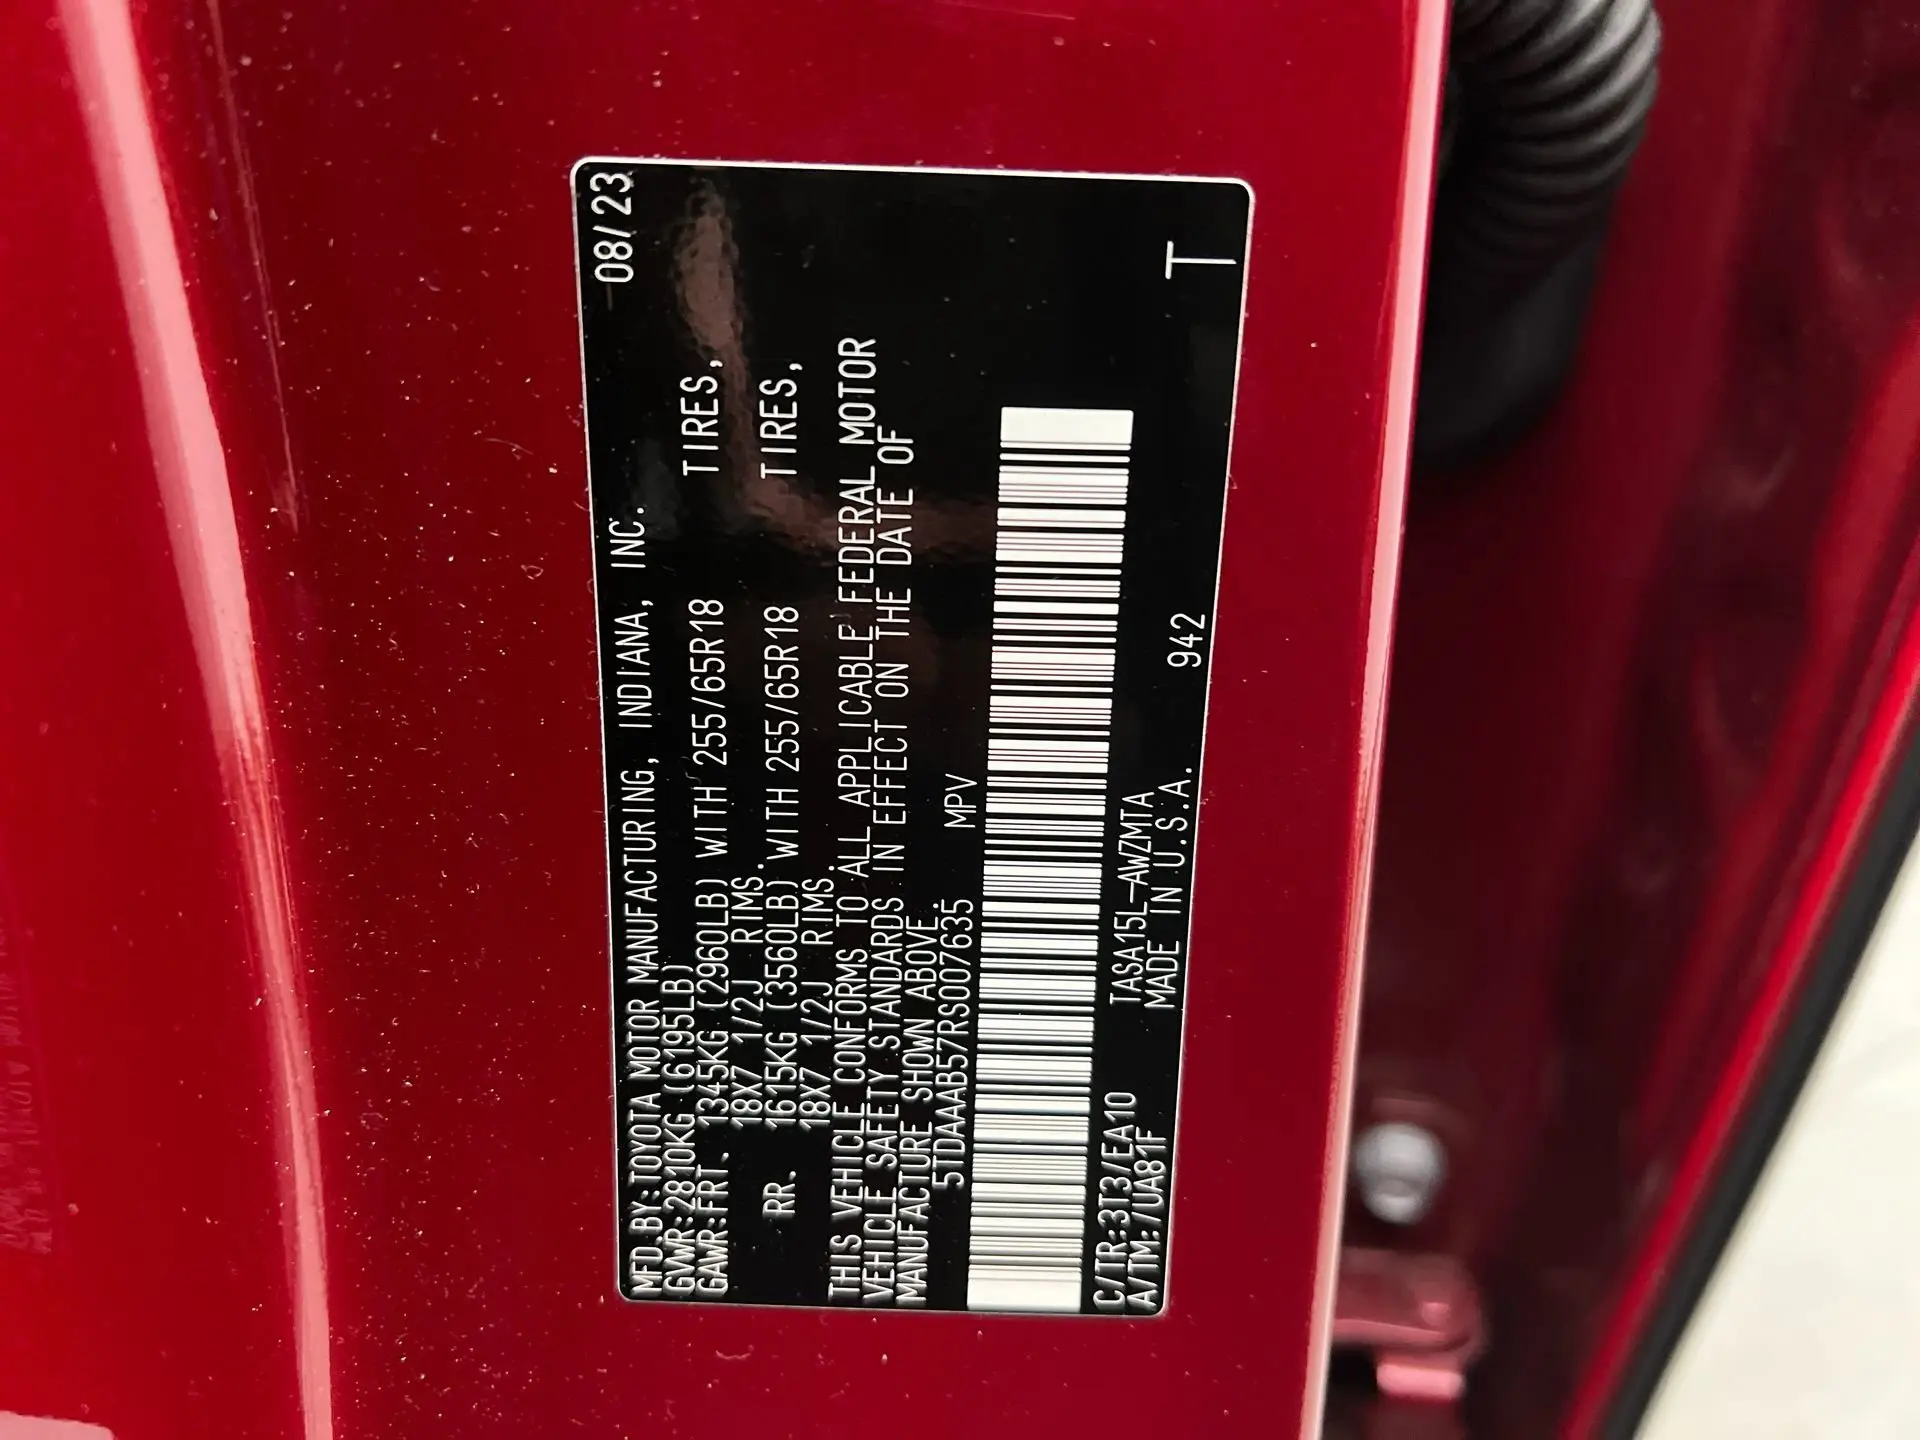 MFD.BY:TOYOTA MOTOR MANUFACTURING, INDIANA, INC. 08/23
GVWR:2810KG (6195LB)
GAWR:FRT. 1345KG (2960LB) WITH 255/65R18 TIRES,
18X7 1/2J RIMS.
RR. 1615KG (3560LB) WITH 255/65R18 TIRES,
18X7 1/2J RIMS.
THIS VEHICLE CONFORMS TO ALL APPLICABLE FEDERAL MOTOR
VEHICLE SAFETY STANDARDS IN EFFECT ON THE DATE OF
MANUFACTURE SHOWN ABOVE.
5TDAAAB57RS007635 MPV
C/TR:3T3/EA10 TASA15L-AWZMTA
A/TM:/UA81F MADE IN U.S.A. 942 T